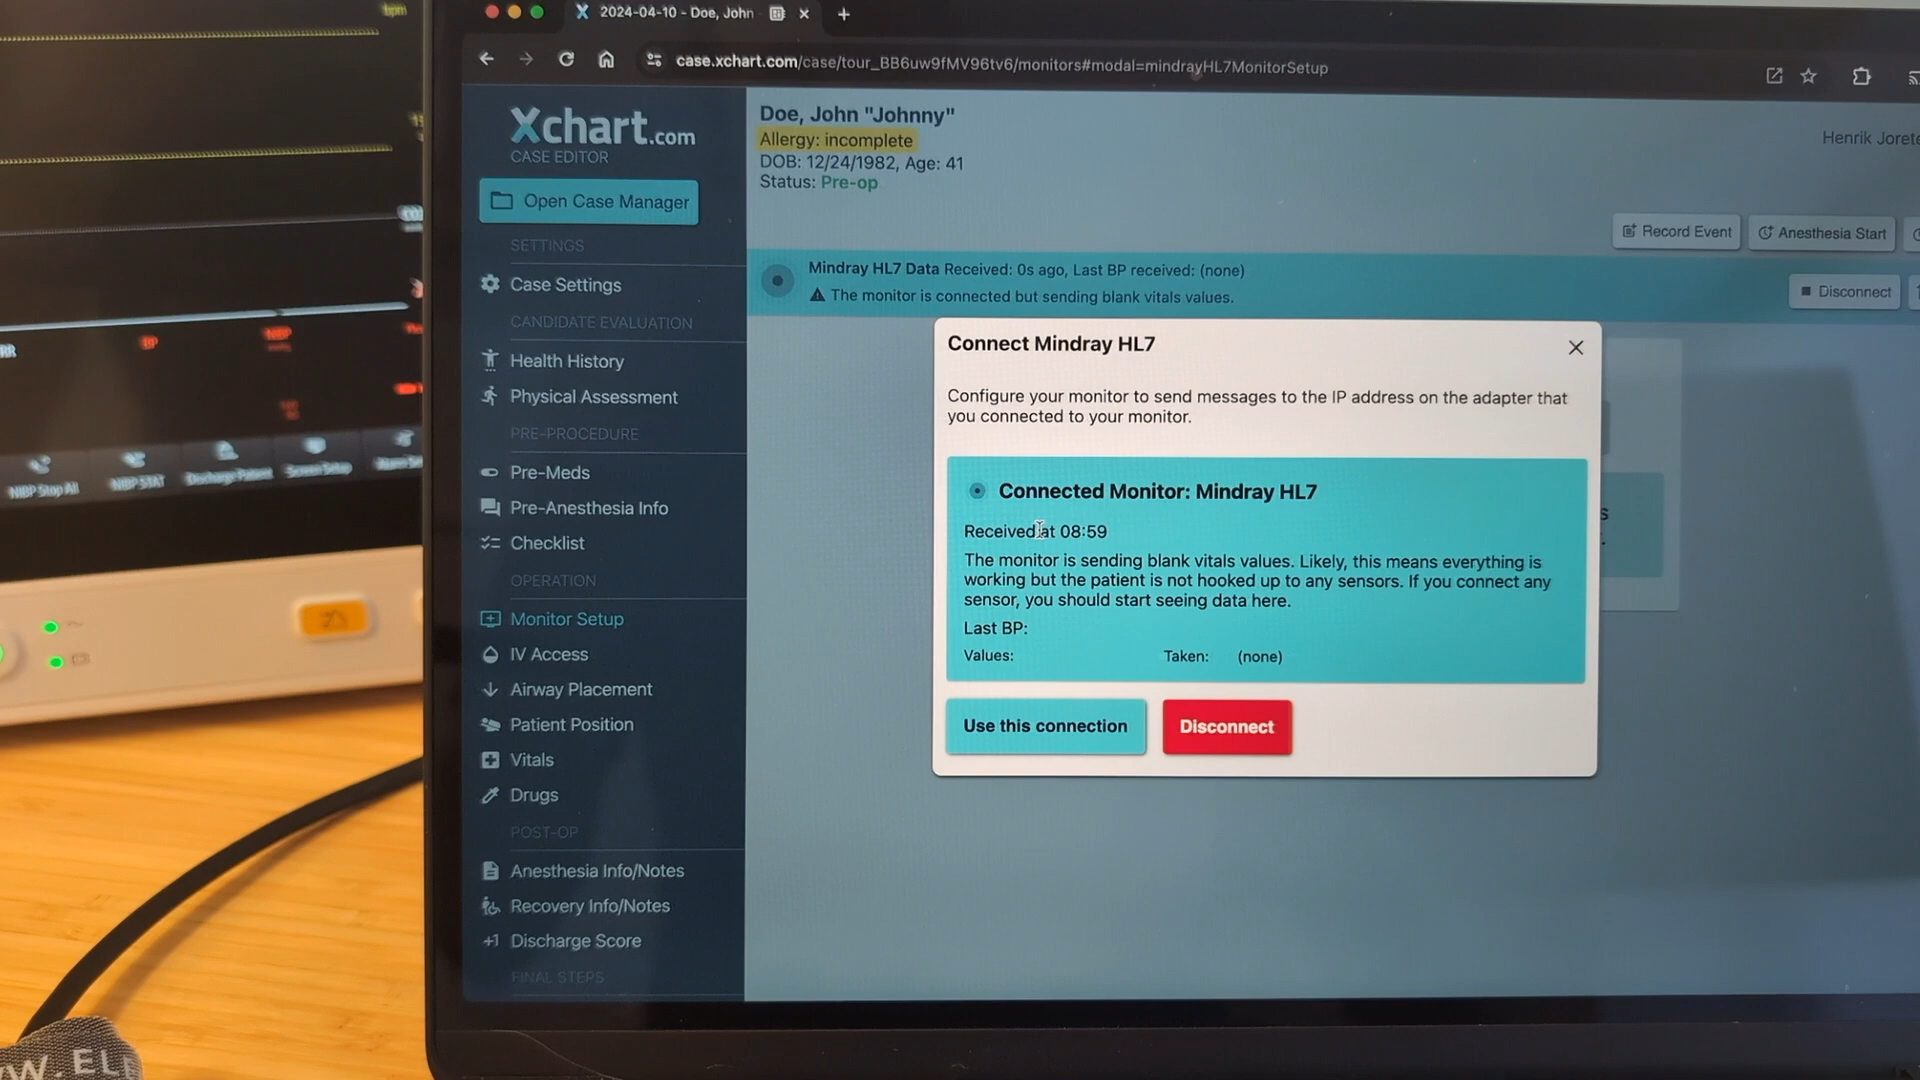 bpm
2024-04-10 - Doe, John
case.xchart.com/case/tour_BB6uw9fMV96tv6/monitors#modal=mindrayHL7MonitorSetup
Xchart.com
CASE EDITOR
Open Case Manager
SETTINGS
Case Settings
CANDIDATE EVALUATION
Health History
Physical Assessment
PRE-PROCEDURE
Pre-Meds
Pre-Anesthesia Info
Checklist
OPERATION
Monitor Setup
IV Access
Airway Placement
Patient Position
Vitals
Drugs
POST-OP
Anesthesia Info/Notes
Recovery Info/Notes
+1 Discharge Score
FINAL STEPS
Doe, John "Johnny"
Allergy: incomplete
DOB: 12/24/1982, Age: 41
Status: Pre-op
Henrik Jorete
Record Event
Anesthesia Start
Mindray HL7 Data Received: 0s ago, Last BP received: (none)
The monitor is connected but sending blank vitals values.
Disconnect
Connect Mindray HL7
Configure your monitor to send messages to the IP address on the adapter that
you connected to your monitor.
Connected Monitor: Mindray HL7
Received at 08:59
The monitor is sending blank vitals values. Likely, this means everything is
working but the patient is not hooked up to any sensors. If you connect any
sensor, you should start seeing data here.
Last BP:
Values: Taken: (none)
Use this connection
Disconnect
RR
NIBP Stop All
NIBP STAT
Discharge Patient
Screen Setup
W.ELE